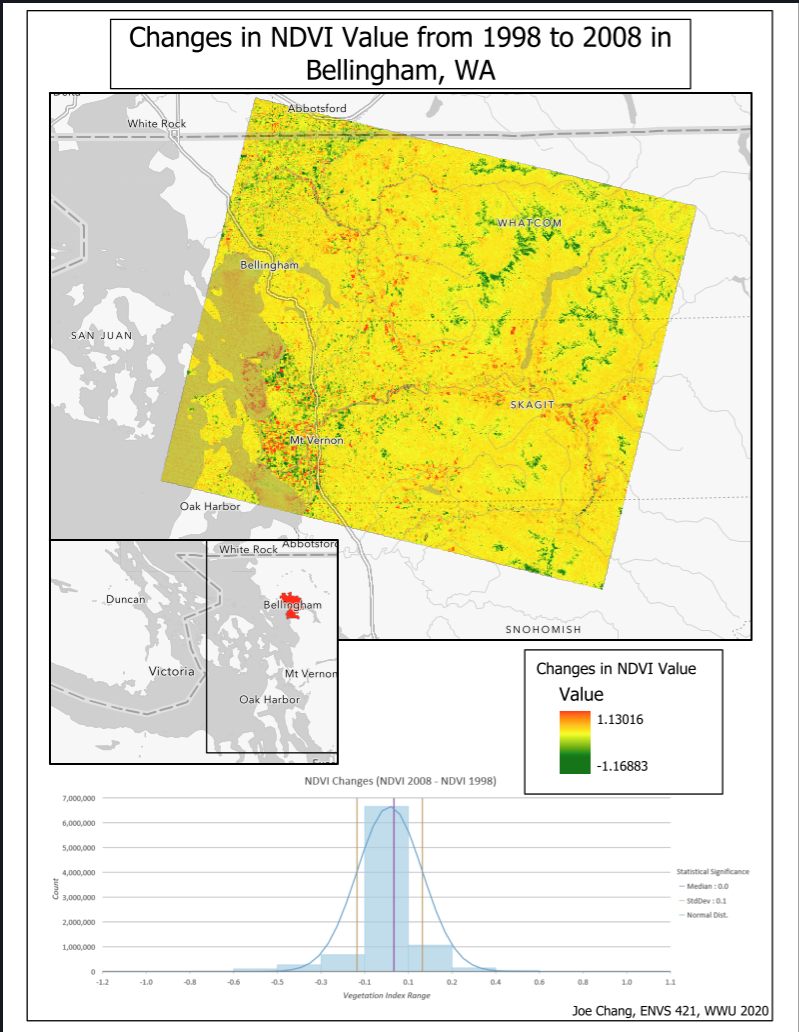 Changes in NDVI Value from 1998 to 2008 in
Bellingham, WA
Abbotsford
White Rock
WHATCOM
Bellingham
SAN JUAN
SKAGIT
Mt Vernon
Oak Harbor
SNOHOMISH
White Rock
Abbotsford
Duncan
Bellingham
Victoria
Mt Vernon
Oak Harbor
Changes in NDVI Value
Value
1.13016
-1.16883
NDVI Changes (NDVI 2008 - NDVI 1998)
7,000,000
6,000,000
5,000,000
4,000,000
3,000,000
2,000,000
1,000,000
0
Count
-1.2 -1.0 -0.8 -0.6 -0.5 -0.3 -0.1 0.1 0.2 0.4 0.6 0.8 1.0 1.1
Vegetation Index Range
Statistical Significance
Median : 0.0
StdDev : 0.1
Normal Dist.
Joe Chang, ENVS 421, WWU 2020